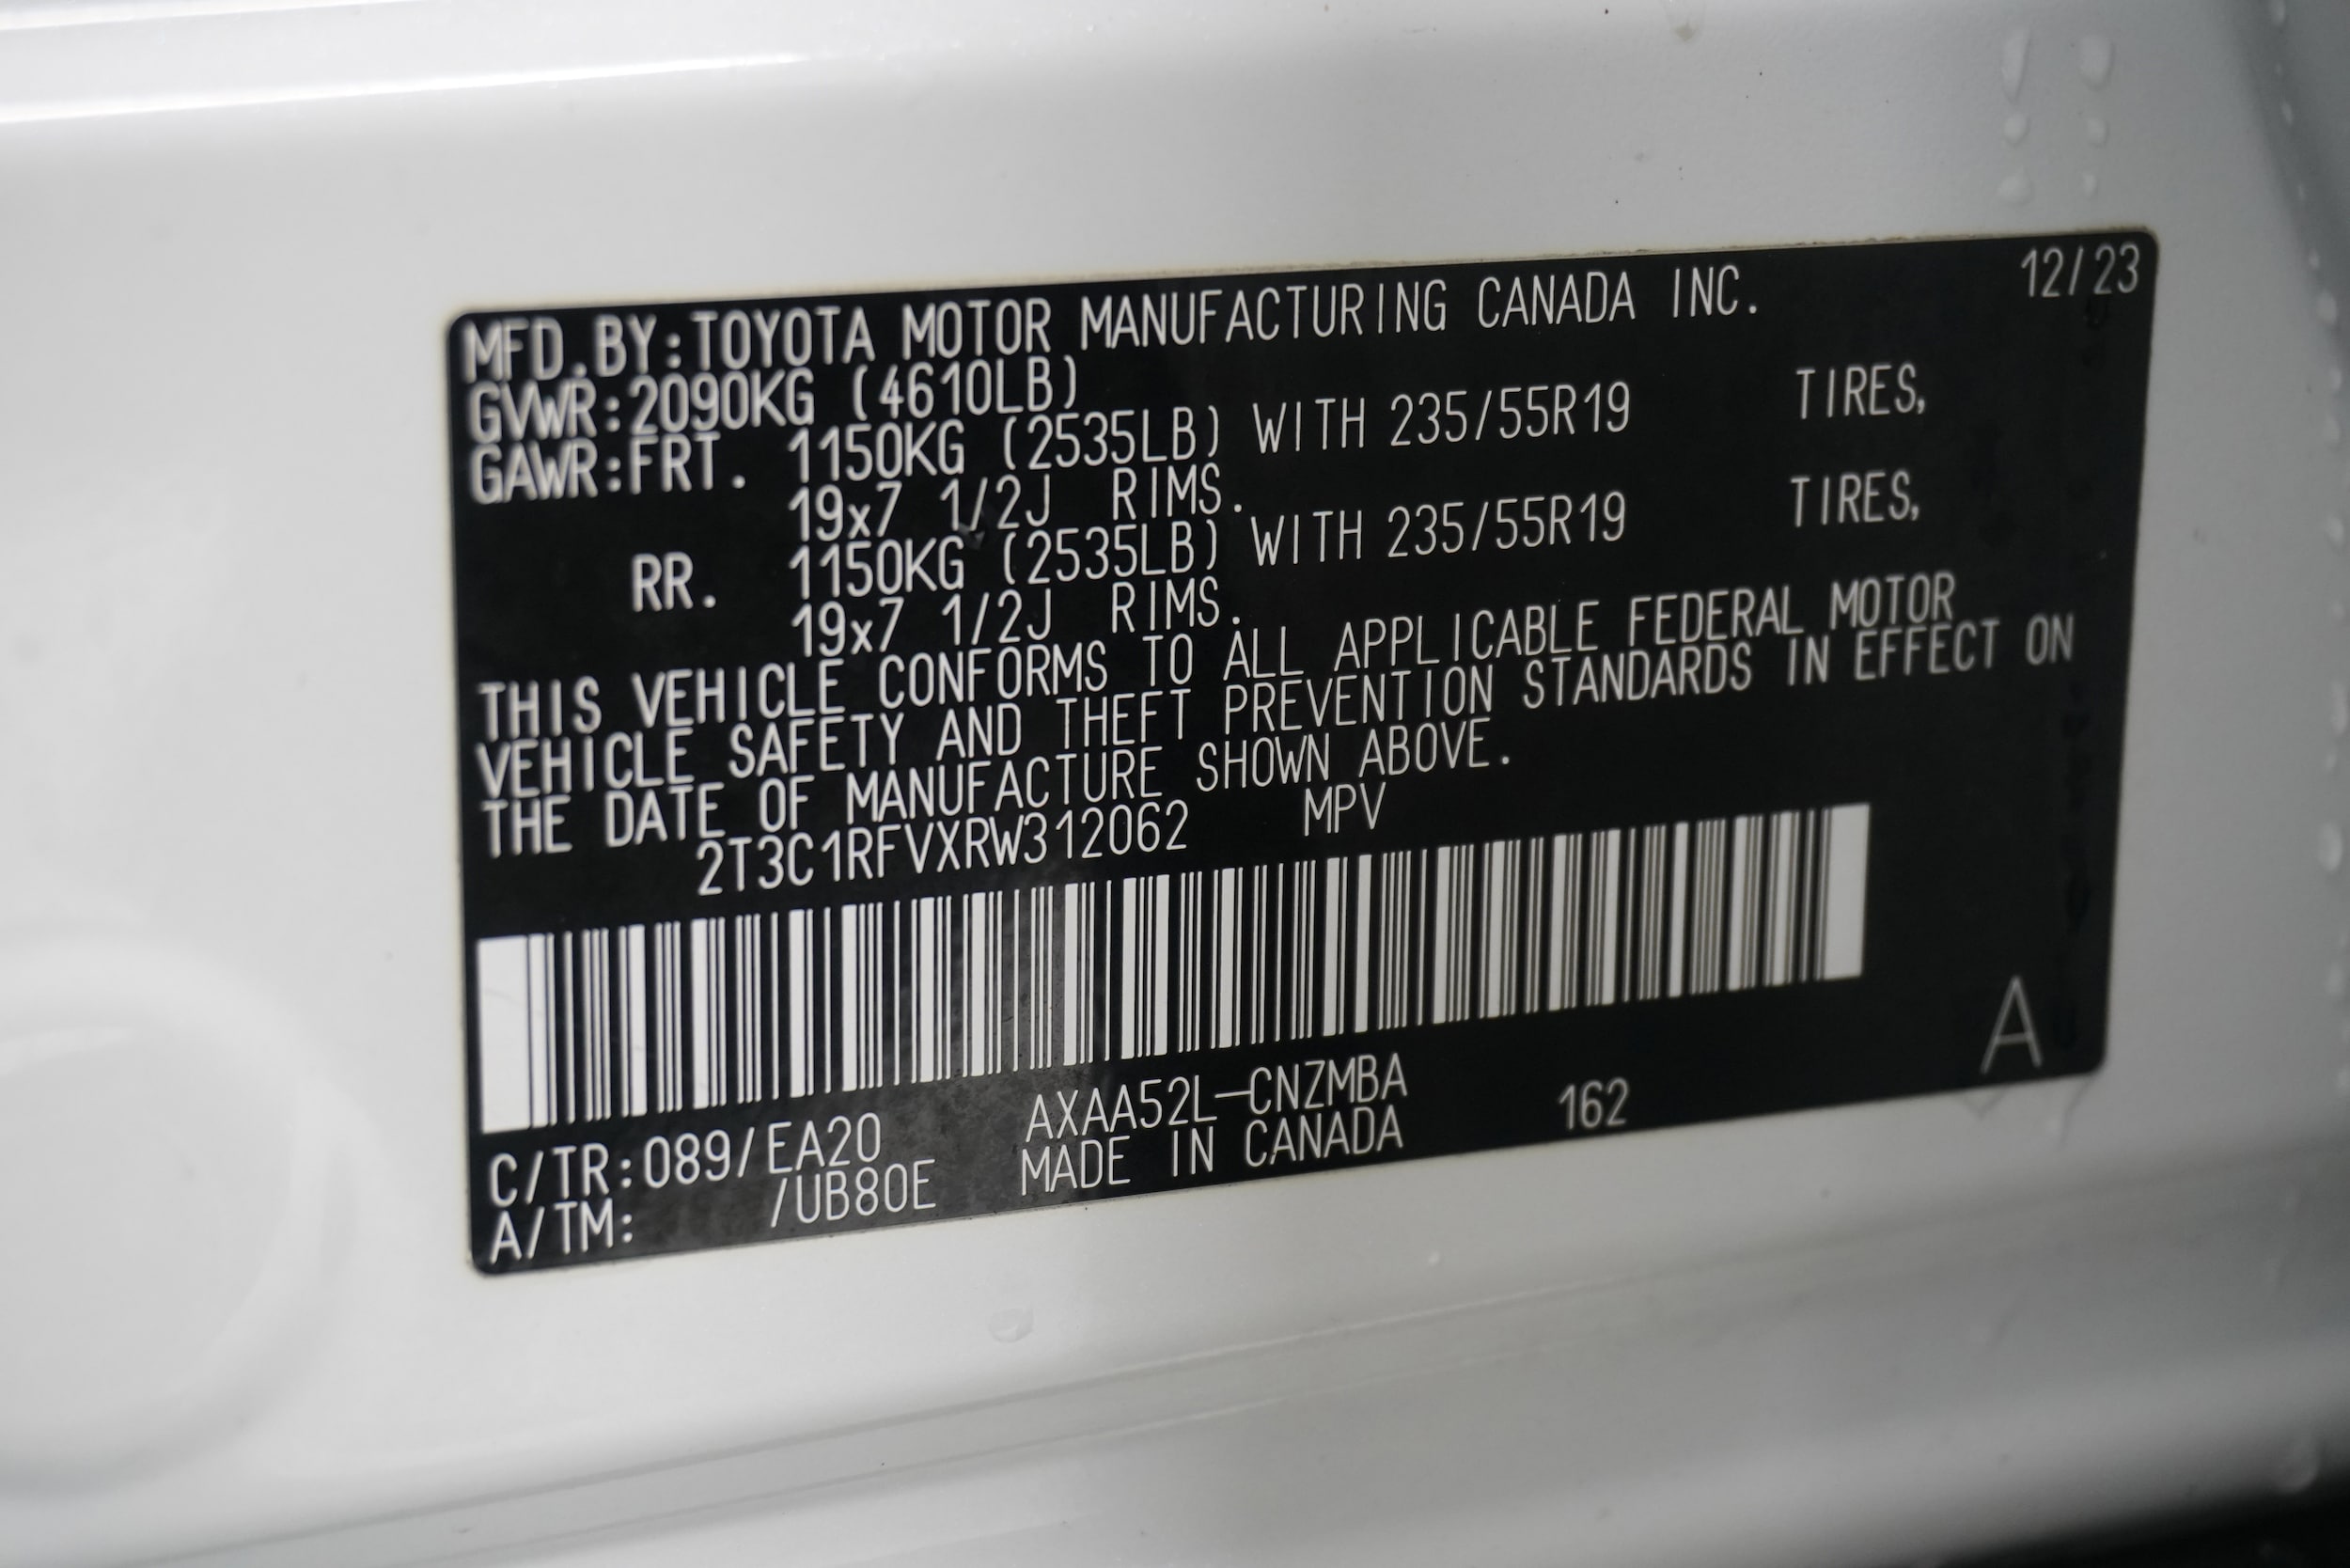 12/23
MFD.BY:TOYOTA MOTOR MANUFACTURING CANADA INC.
GVWR:2090KG (4610LB)
GAWR:FRT. 1150KG (2535LB) WITH 235/55R19 TIRES,
19x7 1/2J RIMS.
RR. 1150KG (2535LB) WITH 235/55R19 TIRES,
19x7 1/2J RIMS.
THIS VEHICLE CONFORMS TO ALL APPLICABLE FEDERAL MOTOR
VEHICLE SAFETY AND THEFT PREVENTION STANDARDS IN EFFECT ON
THE DATE OF MANUFACTURE SHOWN ABOVE.
2T3C1RFVXRW312062 MPV
A
C/TR:089/EA20 AXAA52L-CNZMBA 162
A/TM: /UB80E MADE IN CANADA